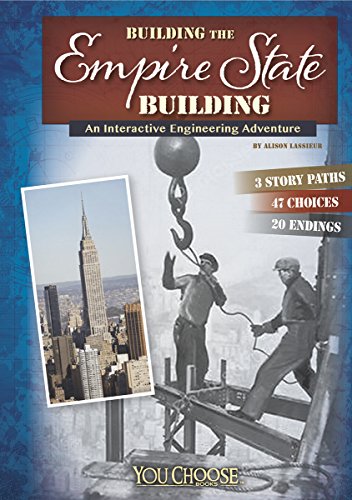 BUILDING THE
Empire State
BUILDING
An Interactive Engineering Adventure
BY ALISON LASSIEUR
3 STORY PATHS
47 CHOICES
20 ENDINGS
YOU CHOOSE
BOOKS